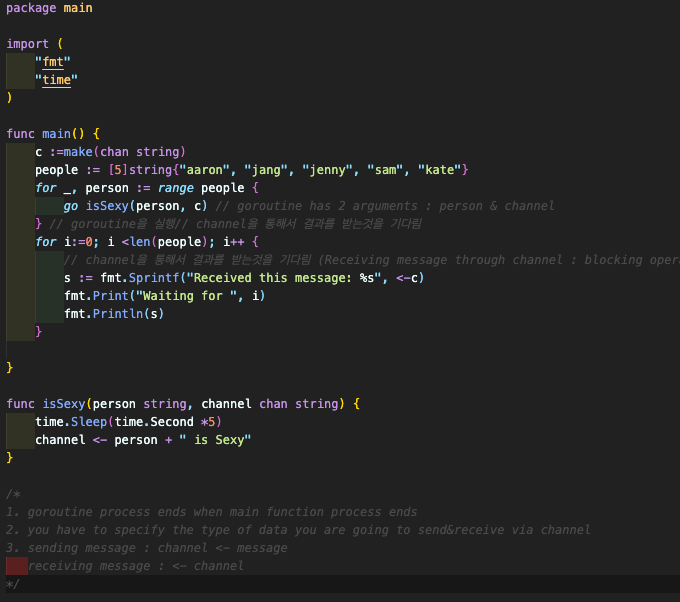 package main
import (
"fmt"
"time"
)
func main() {
c :=make(chan string)
people := [5]string{"aaron", "jang", "jenny", "sam", "kate"}
for _, person := range people {
go isSexy(person, c) // goroutine has 2 arguments : person & channel
} // goroutine을 실행// channel을 통해서 결과를 받는것을 기다림
for i:=0; i <len(people); i++ {
// channel을 통해서 결과를 받는것을 기다림 (Receiving message through channel : blocking opera
s := fmt.Sprintf("Received this message: %s", <-c)
fmt.Print("Waiting for ", i)
fmt.Println(s)
}
}
func isSexy(person string, channel chan string) {
time.Sleep(time.Second *5)
channel <- person + " is Sexy"
}
/*
1. goroutine process ends when main function process ends
2. you have to specify the type of data you are going to send&receive via channel
3. sending message : channel <- message
receiving message : <- channel
*/